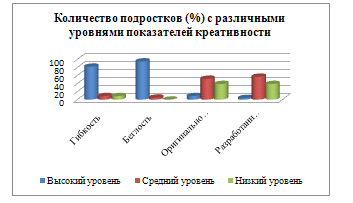 Количество подростков (%) с различными
уровнями показателей креативности
100
80
60
40
20
0
Гибкость
Беглость
Оригинально...
Разработанн...
Высокий уровень
Средний уровень
Низкий уровень